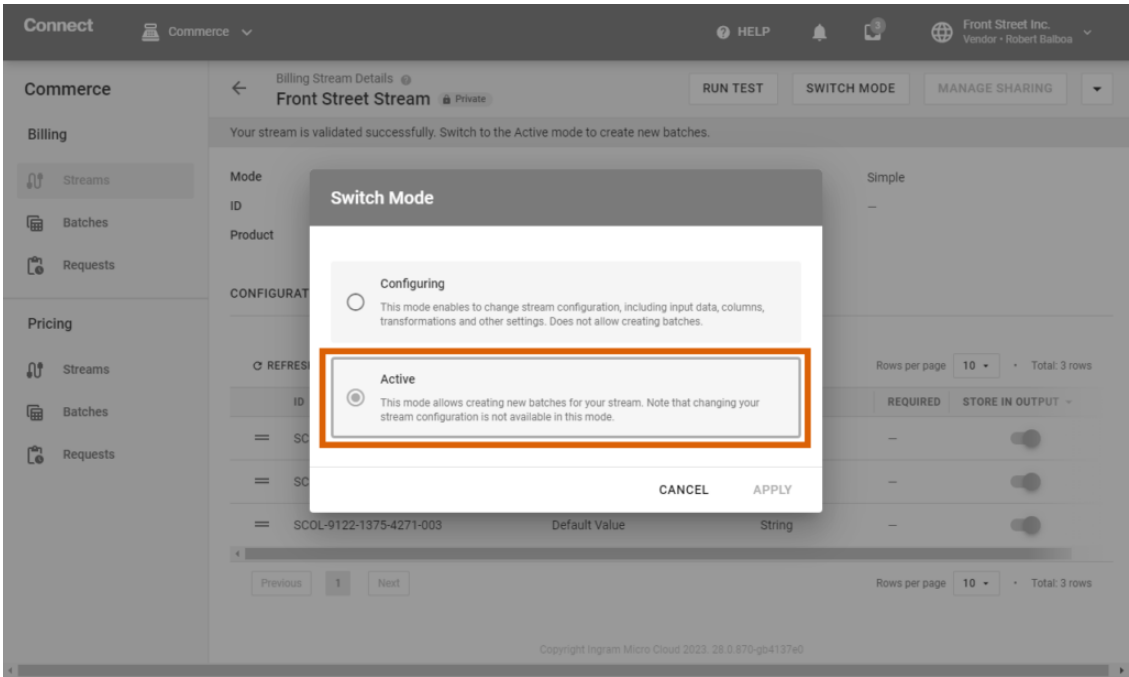 Connect
Commerce
HELP
3
Front Street Inc.
Vendor • Robert Balboa
Commerce
Billing Stream Details
Front Street Stream Private
RUN TEST
SWITCH MODE
MANAGE SHARING
Billing
Your stream is validated successfully. Switch to the Active mode to create new batches.
Streams
Batches
Requests
Pricing
Streams
Batches
Requests
Mode
Simple
ID
—
Product
Switch Mode
Configuring
This mode enables to change stream configuration, including input data, columns,
transformations and other settings. Does not allow creating batches.
Active
This mode allows creating new batches for your stream. Note that changing your
stream configuration is not available in this mode.
CANCEL
APPLY
CONFIGURAT
REFRES
Rows per page 10 • Total: 3 rows
ID
REQUIRED
STORE IN OUTPUT
SC
—
SC
—
SCOL-9122-1375-4271-003
Default Value
String
—
Previous
1
Next
Rows per page 10 • Total: 3 rows
Copyright Ingram Micro Cloud 2023, 28.0.670-gb4137e0